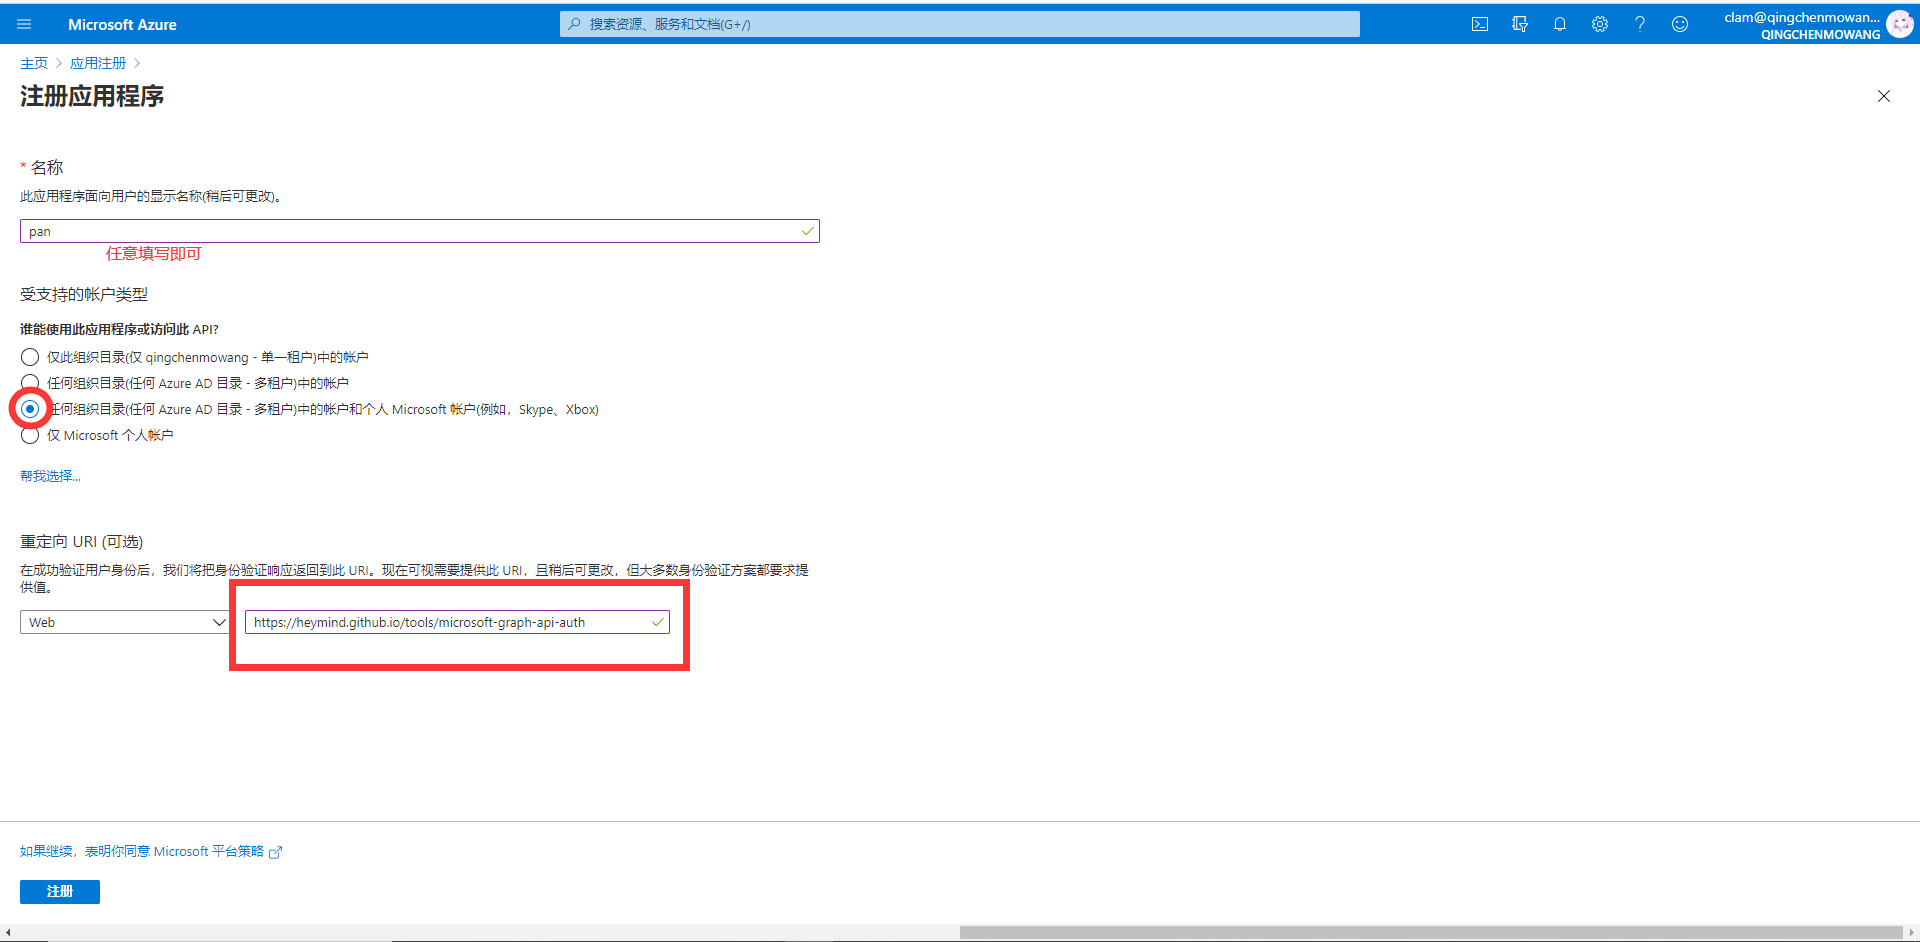 Microsoft Azure
搜索资源、服务和文档(G+/)
clam@qingchenmowan...
QINGCHENMOWANG
主页 > 应用注册 >
注册应用程序
* 名称
此应用程序面向用户的显示名称(稍后可更改)。
pan
任意填写即可
受支持的帐户类型
谁能使用此应用程序或访问此 API?
仅此组织目录(仅 qingchenmowang - 单一租户)中的帐户
任何组织目录(任何 Azure AD 目录 - 多租户)中的帐户
任何组织目录(任何 Azure AD 目录 - 多租户)中的帐户和个人 Microsoft 帐户(例如，Skype、Xbox)
仅 Microsoft 个人帐户
帮我选择...
重定向 URI (可选)
在成功验证用户身份后，我们将把身份验证响应返回到此 URI。现在可视需要提供此 URI，且稍后可更改，但大多数身份验证方案都要求提
供值。
Web
https://heymind.github.io/tools/microsoft-graph-api-auth
如果继续，表明你同意 Microsoft 平台策略
注册